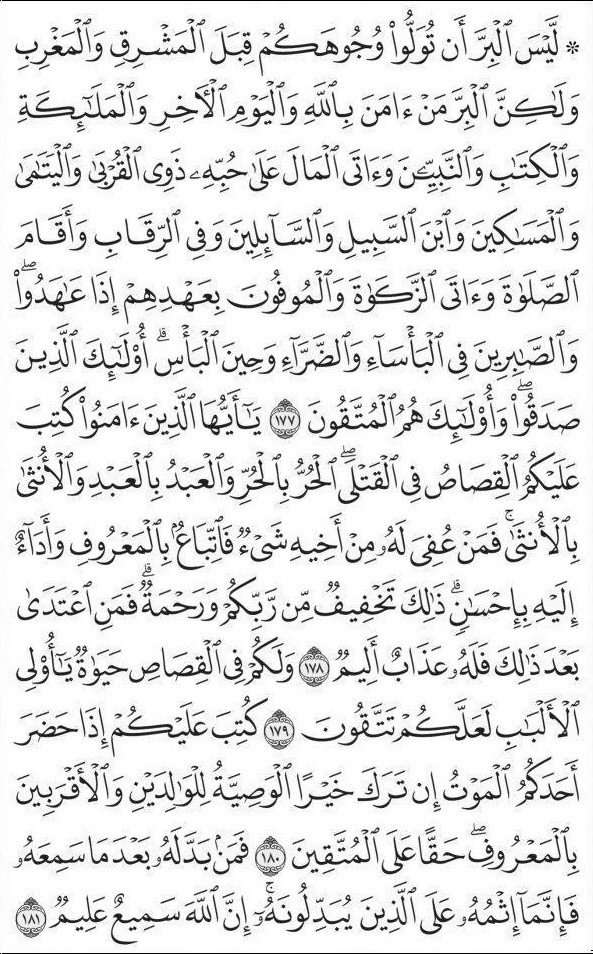 ۞ لَّيْسَ ٱلْبِرَّ أَن تُوَلُّوا۟ وُجُوهَكُمْ قِبَلَ ٱلْمَشْرِقِ وَٱلْمَغْرِبِ
وَلَٰكِنَّ ٱلْبِرَّ مَنْ ءَامَنَ بِٱللَّهِ وَٱلْيَوْمِ ٱلْأَخِرِ وَٱلْمَلَٰٓئِكَةِ
وَٱلْكِتَٰبِ وَٱلنَّبِيِّۦنَ وَءَاتَى ٱلْمَالَ عَلَىٰ حُبِّهِۦ ذَوِى ٱلْقُرْبَىٰ وَٱلْيَتَٰمَىٰ
وَٱلْمَسَٰكِينَ وَٱبْنَ ٱلسَّبِيلِ وَٱلسَّآئِلِينَ وَفِى ٱلرِّقَابِ وَأَقَامَ
ٱلصَّلَوٰةَ وَءَاتَى ٱلزَّكَوٰةَ وَٱلْمُوفُونَ بِعَهْدِهِمْ إِذَا عَٰهَدُوا۟ ۖ
وَٱلصَّٰبِرِينَ فِى ٱلْبَأْسَآءِ وَٱلضَّرَّآءِ وَحِينَ ٱلْبَأْسِ ۗ أُو۟لَٰٓئِكَ ٱلَّذِينَ
صَدَقُوا۟ ۖ وَأُو۟لَٰٓئِكَ هُمُ ٱلْمُتَّقُونَ ١٧٧ يَٰٓأَيُّهَا ٱلَّذِينَ ءَامَنُوا۟ كُتِبَ
عَلَيْكُمُ ٱلْقِصَاصُ فِى ٱلْقَتْلَى ۖ ٱلْحُرُّ بِٱلْحُرِّ وَٱلْعَبْدُ بِٱلْعَبْدِ وَٱلْأُنثَىٰ
بِٱلْأُنثَىٰ ۚ فَمَنْ عُفِىَ لَهُۥ مِنْ أَخِيهِ شَىْءٌ فَٱتِّبَاعٌۢ بِٱلْمَعْرُوفِ وَأَدَآءٌ
إِلَيْهِ بِإِحْسَٰنٍ ۗ ذَٰلِكَ تَخْفِيفٌ مِّن رَّبِّكُمْ وَرَحْمَةٌ ۗ فَمَنِ ٱعْتَدَىٰ
بَعْدَ ذَٰلِكَ فَلَهُۥ عَذَابٌ أَلِيمٌ ١٧٨ وَلَكُمْ فِى ٱلْقِصَاصِ حَيَوٰةٌ يَٰٓأُو۟لِى
ٱلْأَلْبَٰبِ لَعَلَّكُمْ تَتَّقُونَ ١٧٩ كُتِبَ عَلَيْكُمْ إِذَا حَضَرَ
أَحَدَكُمُ ٱلْمَوْتُ إِن تَرَكَ خَيْرًا ٱلْوَصِيَّةُ لِلْوَٰلِدَيْنِ وَٱلْأَقْرَبِينَ
بِٱلْمَعْرُوفِ ۖ حَقًّا عَلَى ٱلْمُتَّقِينَ ١٨٠ فَمَنۢ بَدَّلَهُۥ بَعْدَ مَا سَمِعَهُۥ
فَإِنَّمَآ إِثْمُهُۥ عَلَى ٱلَّذِينَ يُبَدِّلُونَهُۥٓ ۚ إِنَّ ٱللَّهَ سَمِيعٌ عَلِيمٌ ١٨١